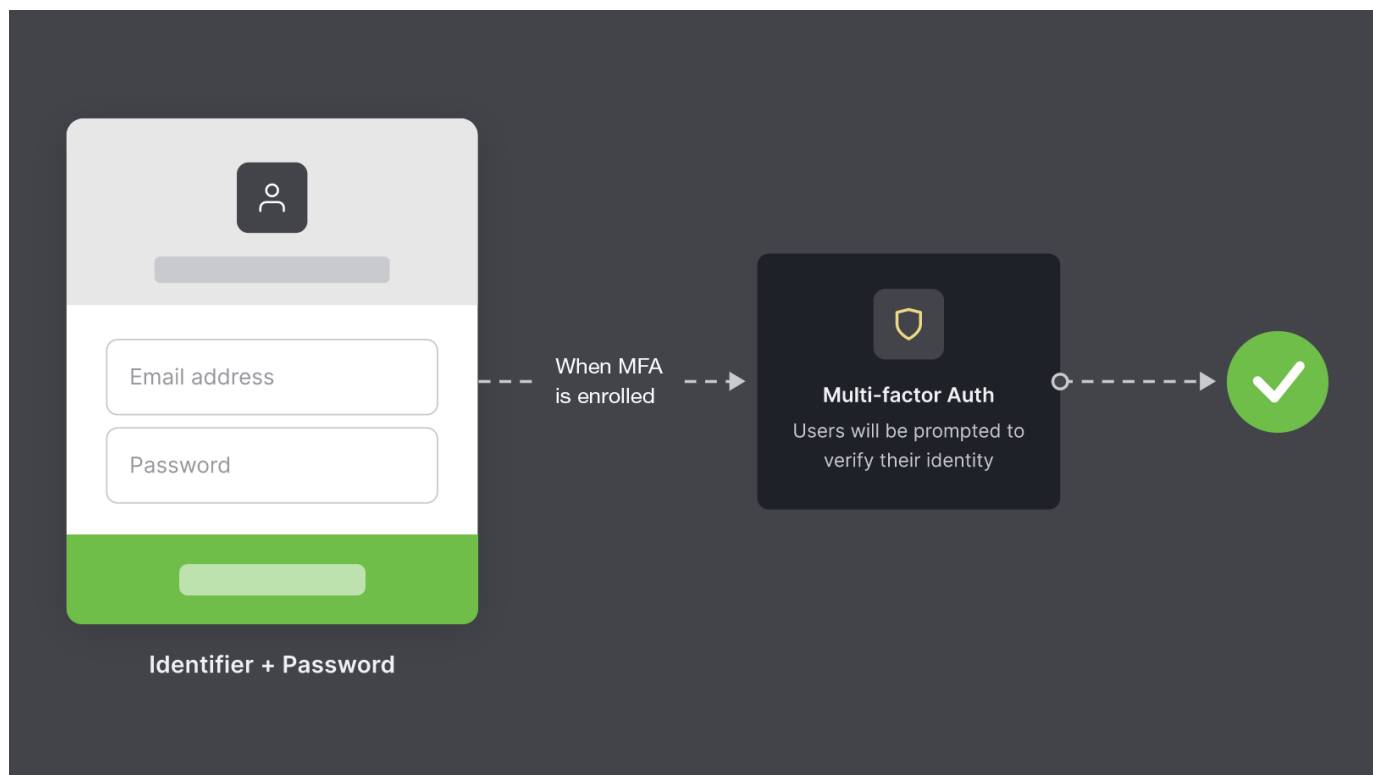 Email address
Password
Identifier + Password
When MFA
is enrolled
Multi-factor Auth
Users will be prompted to
verify their identity